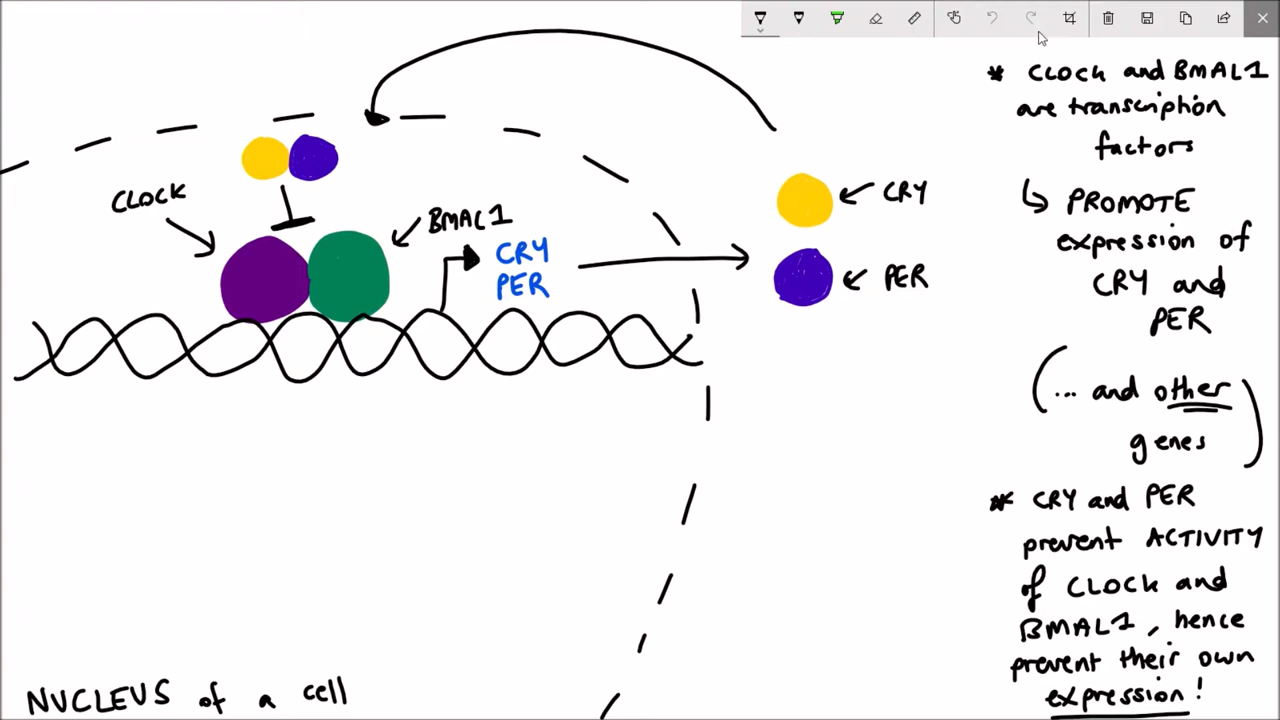 CLOCK
BMAL1
CRY
PER
CRY
PER
NUCLEUS of a cell
* CLOCK and BMAL1
are transcription
factors
↳ PROMOTE
expression of
CRY and
PER
(... and other
genes)
* CRY and PER
prevent ACTIVITY
of CLOCK and
BMAL1, hence
prevent their own
expression!